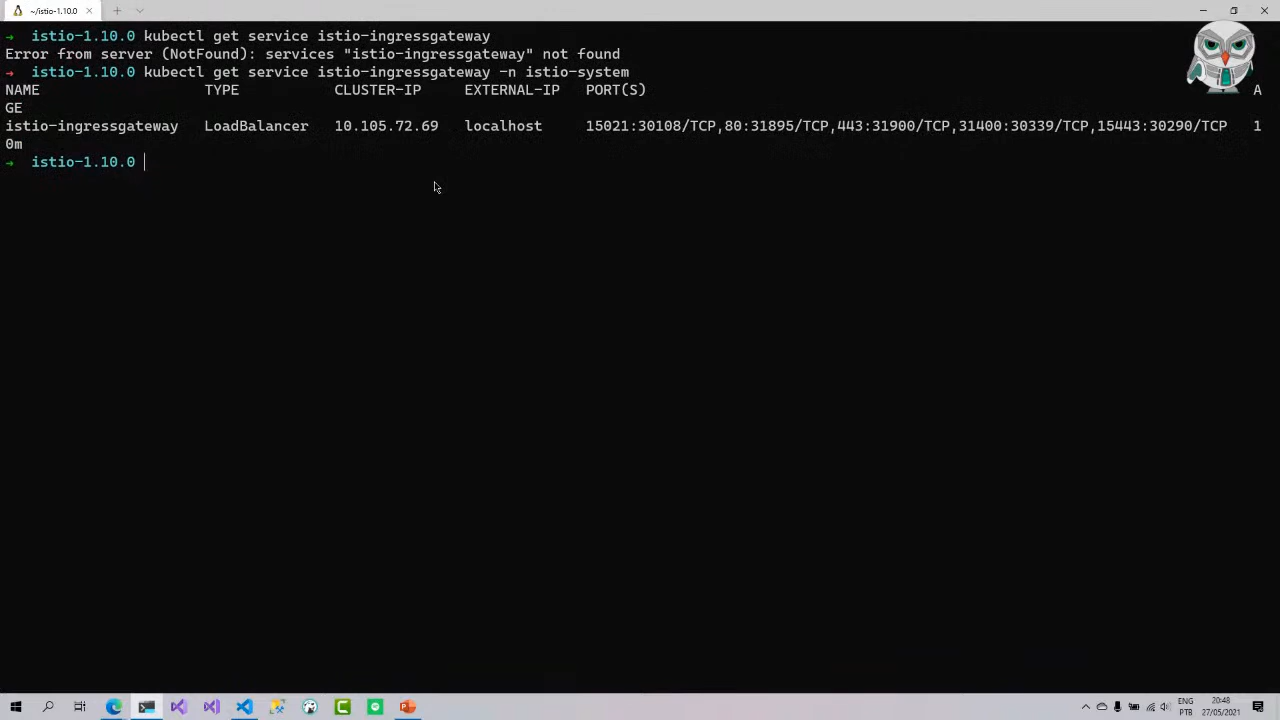 ~/istio-1.10.0
→ istio-1.10.0 kubectl get service istio-ingressgateway
Error from server (NotFound): services "istio-ingressgateway" not found
→ istio-1.10.0 kubectl get service istio-ingressgateway -n istio-system
NAME TYPE CLUSTER-IP EXTERNAL-IP PORT(S) A
GE
istio-ingressgateway LoadBalancer 10.105.72.69 localhost 15021:30108/TCP,80:31895/TCP,443:31900/TCP,31400:30339/TCP,15443:30290/TCP 1
0m
→ istio-1.10.0
ENG 20:48
PTB 27/05/2021